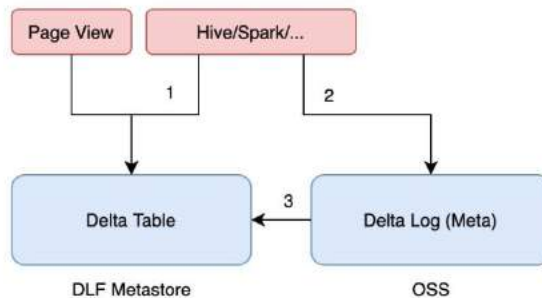 Page View
Hive/Spark/...
1
2
Delta Table
3
Delta Log (Meta)
DLF Metastore
OSS